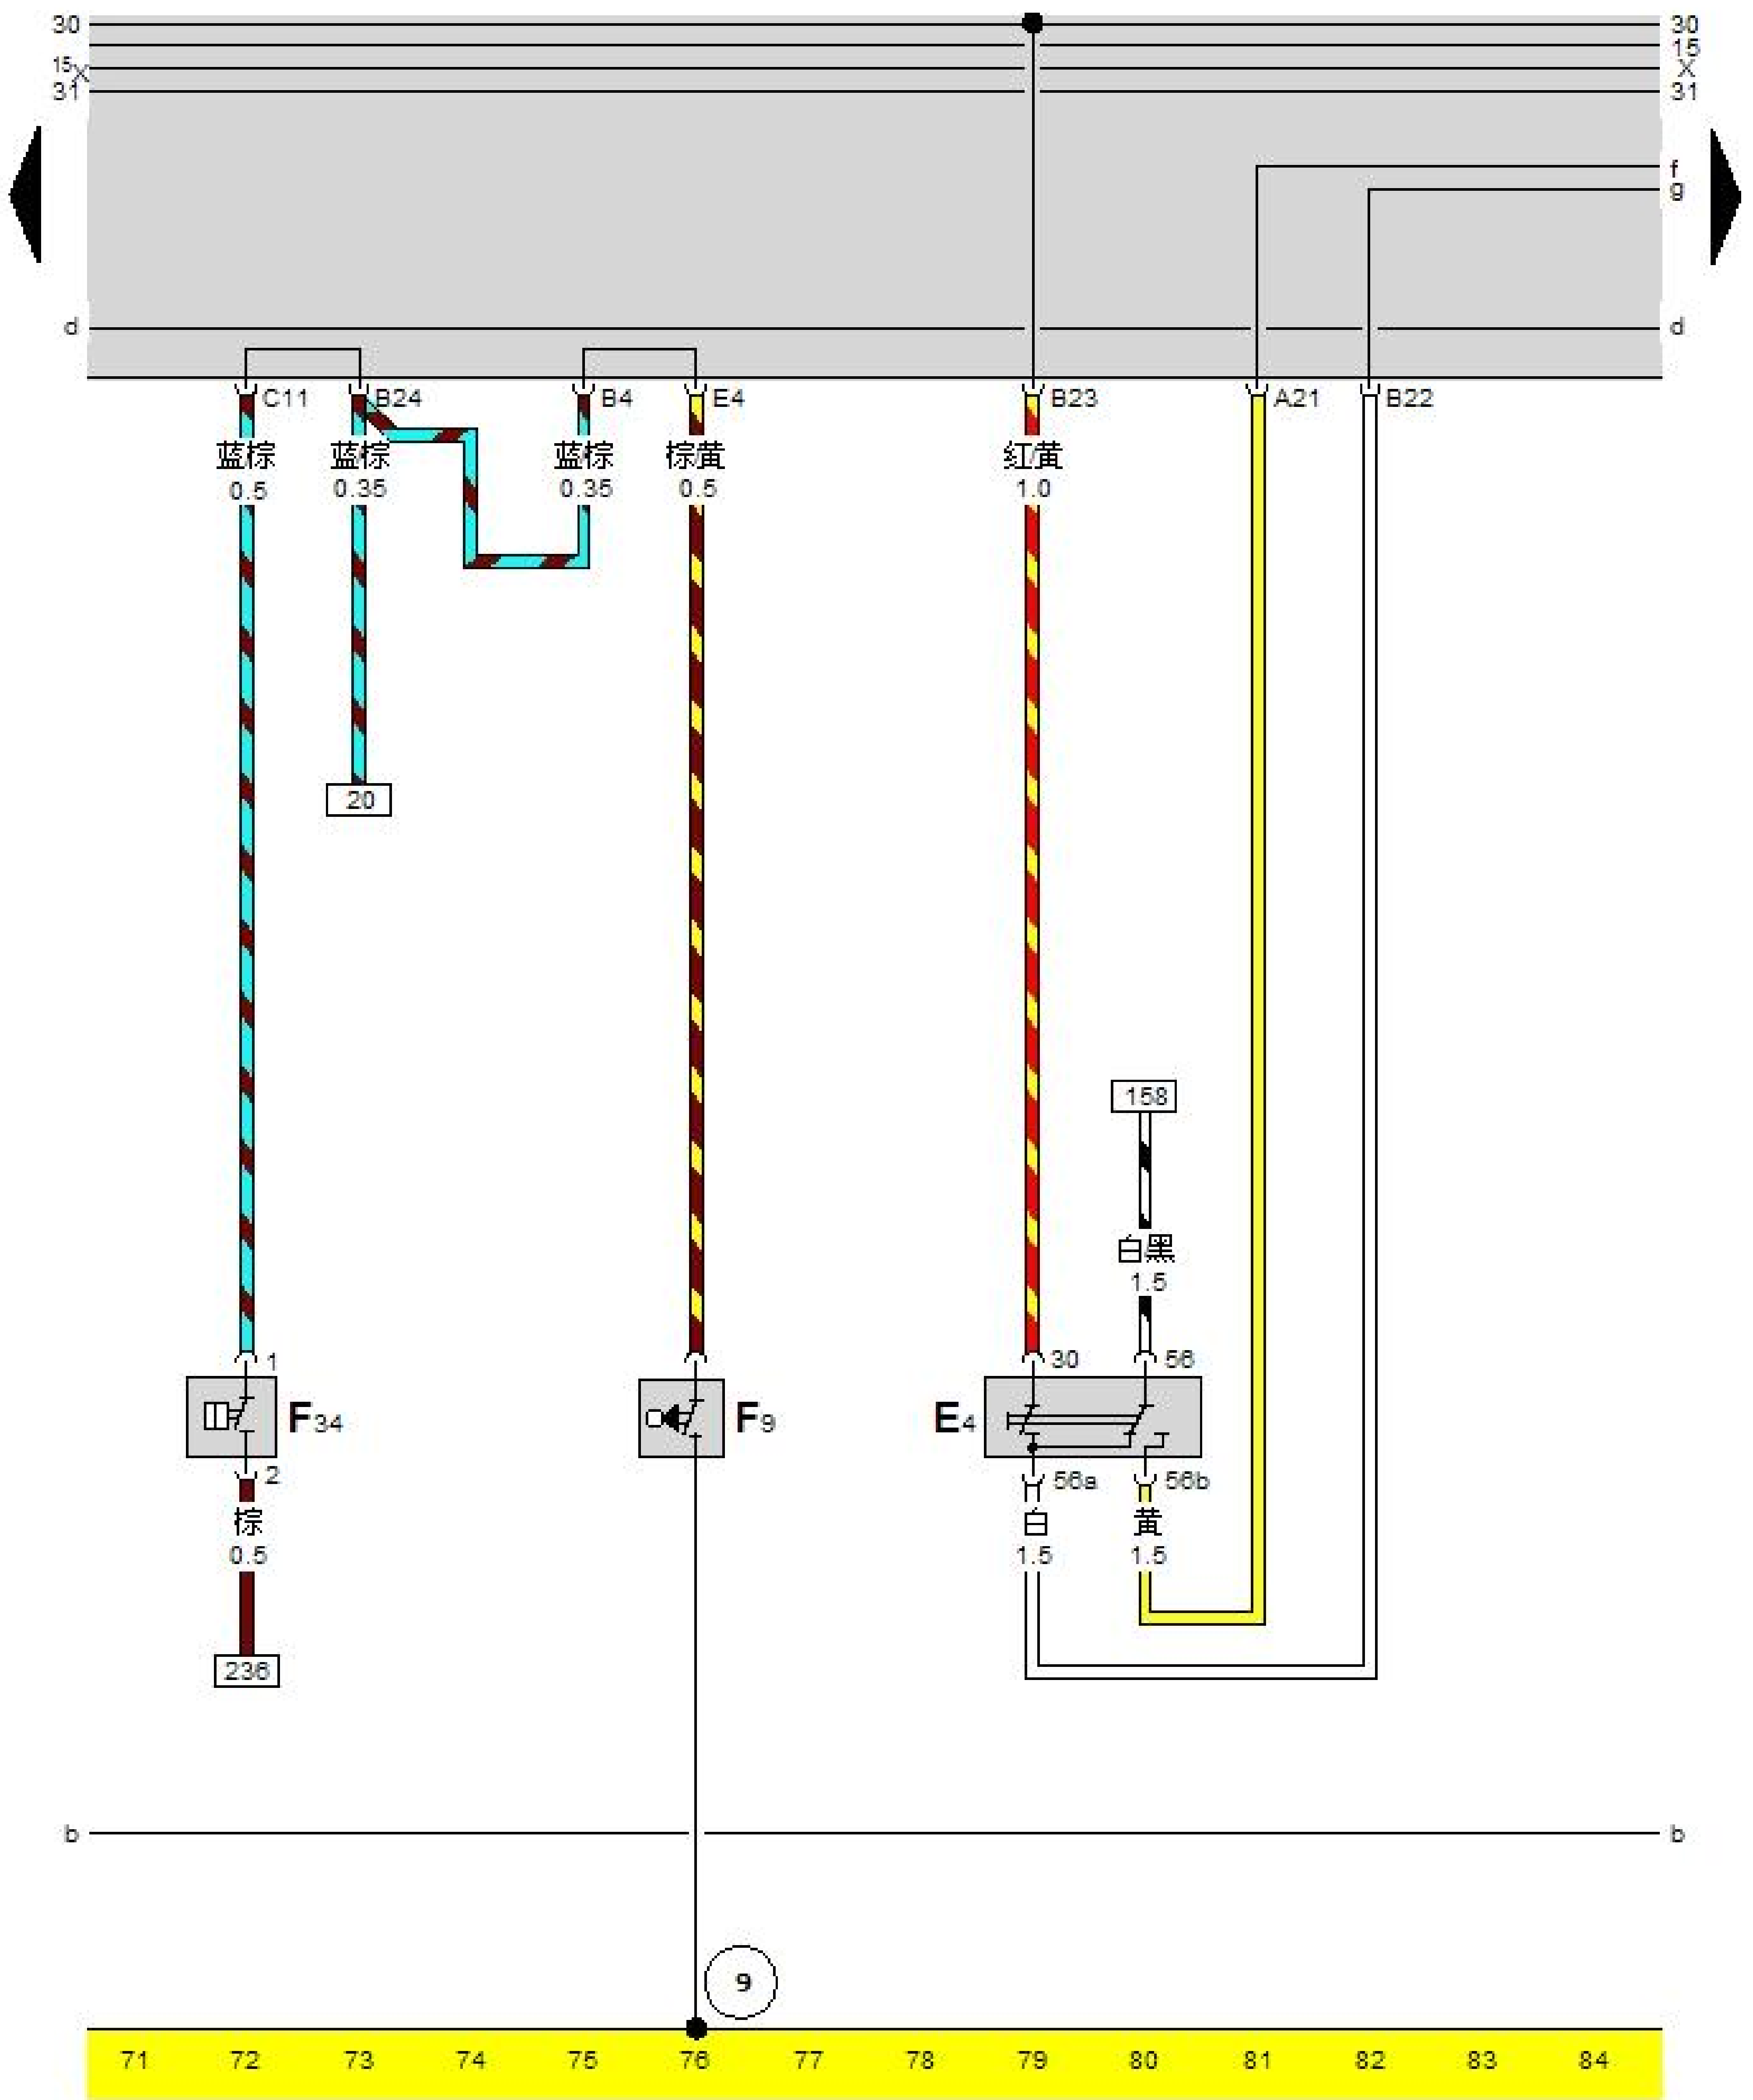 30 30
15 15
X X
31 31
f
g
d d
C11 B24 B4 E4 B23 A21 B22
蓝/棕 蓝/棕 蓝/棕 棕/黄 红/黄
0.5 0.35 0.35 0.5 1.0
20
158
白/黑
1.5
1 30 56
F34 F9 E4
2 56a 56b
棕 白 黄
0.5 1.5 1.5
236
b b
9
71 72 73 74 75 76 77 78 79 80 81 82 83 84